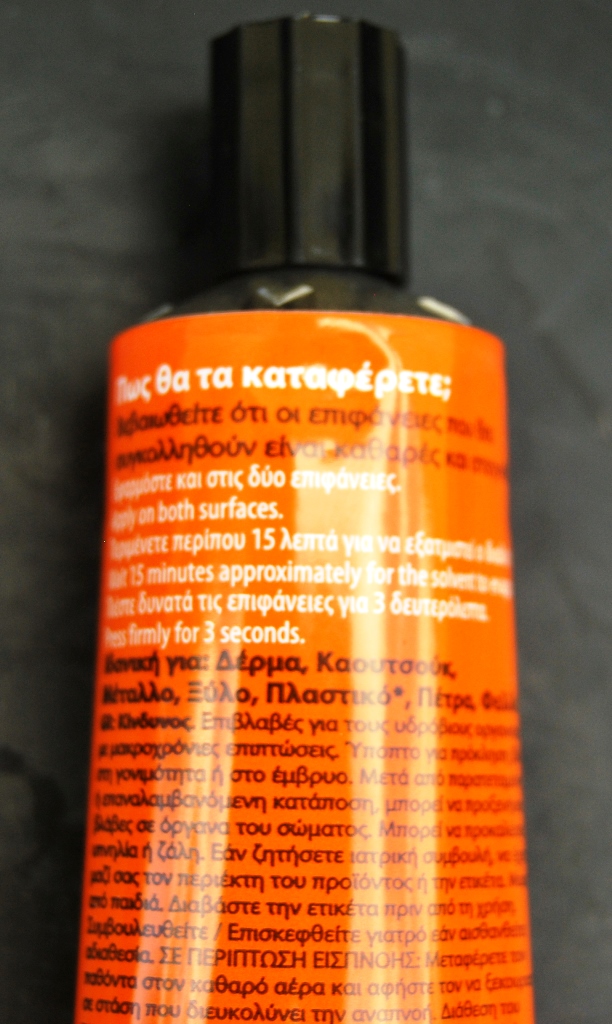 Πως θα τα καταφέρετε;
Βεβαιωθείτε ότι οι επιφάνειες που θα
συγκολληθούν είναι καθαρές και
Εφαρμόστε και στις δύο επιφάνειες.
Apply on both surfaces.
Περιμένετε περίπου 15 λεπτά για να εξατμιστεί ο
Wait 15 minutes approximately for the solvent to
Πιέστε δυνατά τις επιφάνειες για 3 δευτερόλεπτα.
Press firmly for 3 seconds.
Ιδανική για: Δέρμα, Καουτσούκ,
Μέταλλο, Ξύλο, Πλαστικό*, Πέτρα,
Κίνδυνος. Επιβλαβές για τους υδρόβιους
με μακροχρόνιες επιπτώσεις. Ύποπτο για πρόκληση
στη γονιμότητα ή στο έμβρυο. Μετά από παρατεταμένη
ή επαναλαμβανόμενη κατάποση, μπορεί να προξενήσει
βλάβες σε όργανα του σώματος. Μπορεί να προκαλέσει
υπνηλία ή ζάλη. Εάν ζητήσετε ιατρική συμβουλή, να
μαζί σας τον περιέκτη του προϊόντος ή την ετικέτα.
από παιδιά. Διαβάστε την ετικέτα πριν από τη χρήση.
Συμβουλευθείτε / Επισκεφθείτε γιατρό εάν αισθανθείτε
αδιαθεσία. ΣΕ ΠΕΡΙΠΤΩΣΗ ΕΙΣΠΝΟΗΣ: Μεταφέρετε τον
παθόντα στον καθαρό αέρα και αφήστε τον να
σε στάση που διευκολύνει την αναπνοή. Διάθεση του